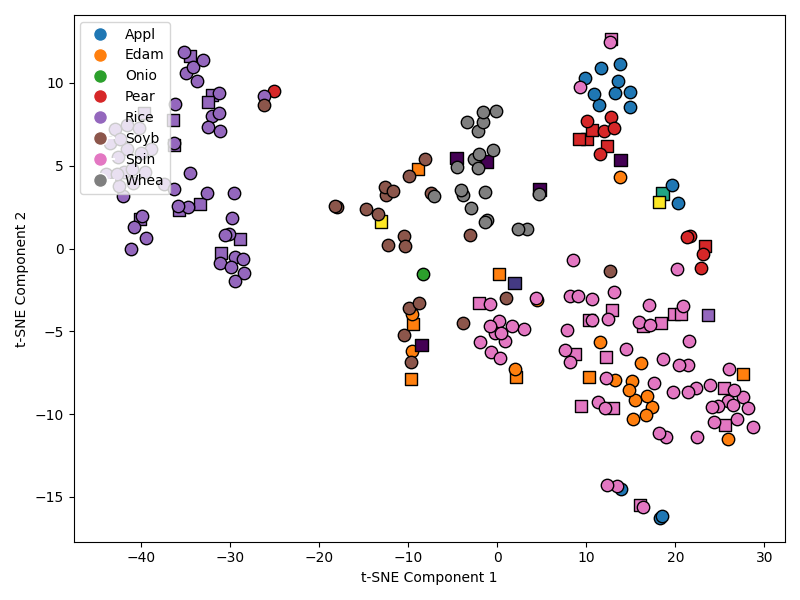 Appl
Edam
Onio
Pear
Rice
Soyb
Spin
Whea
10
5
0
−5
−10
−15
t-SNE Component 2
−40 −30 −20 −10 0 10 20 30
t-SNE Component 1